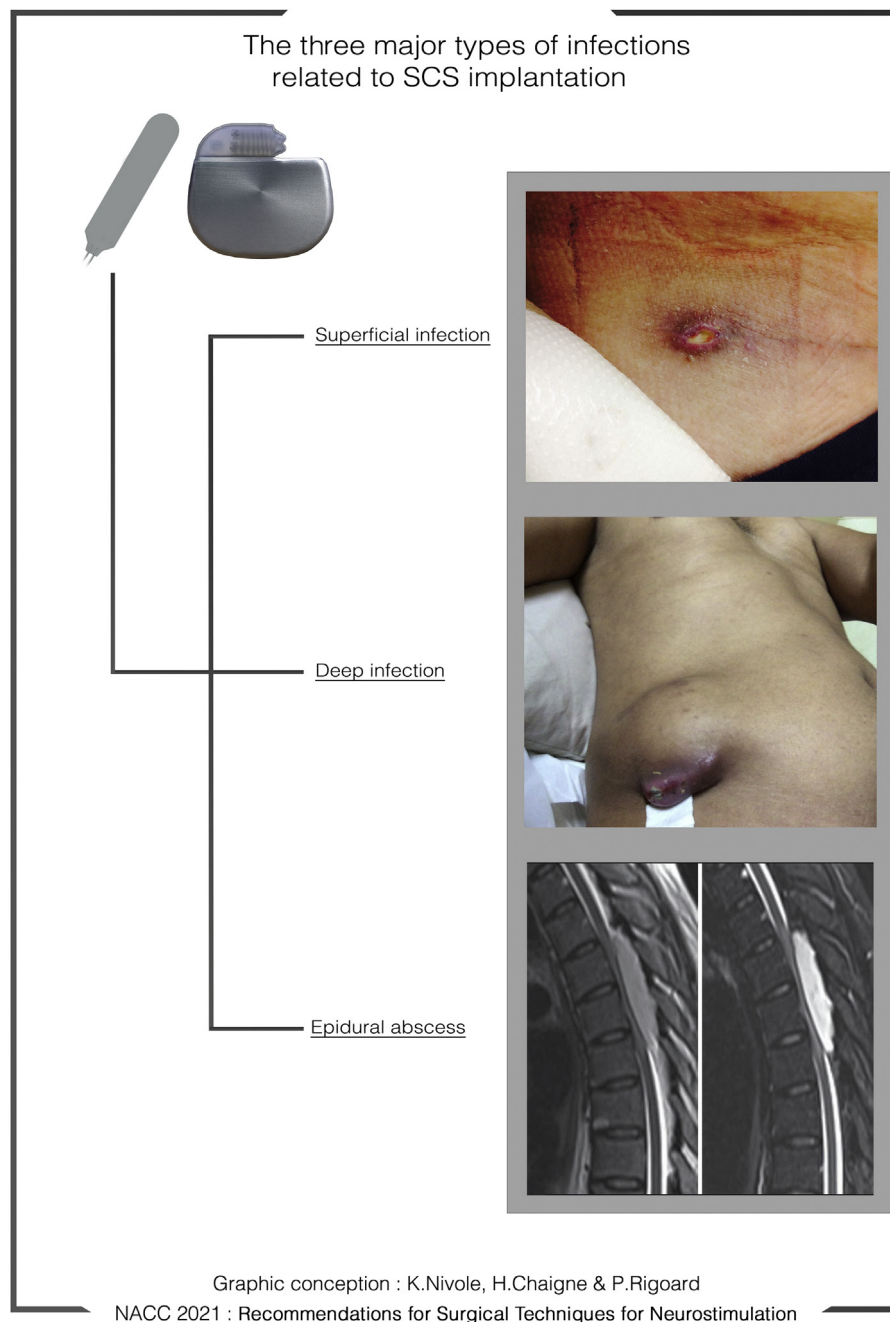 The three major types of infections
related to SCS implantation
Superficial infection
Deep infection
Epidural abscess
Graphic conception : K.Nivole, H.Chaigne & P.Rigoard
NACC 2021 : Recommendations for Surgical Techniques for Neurostimulation